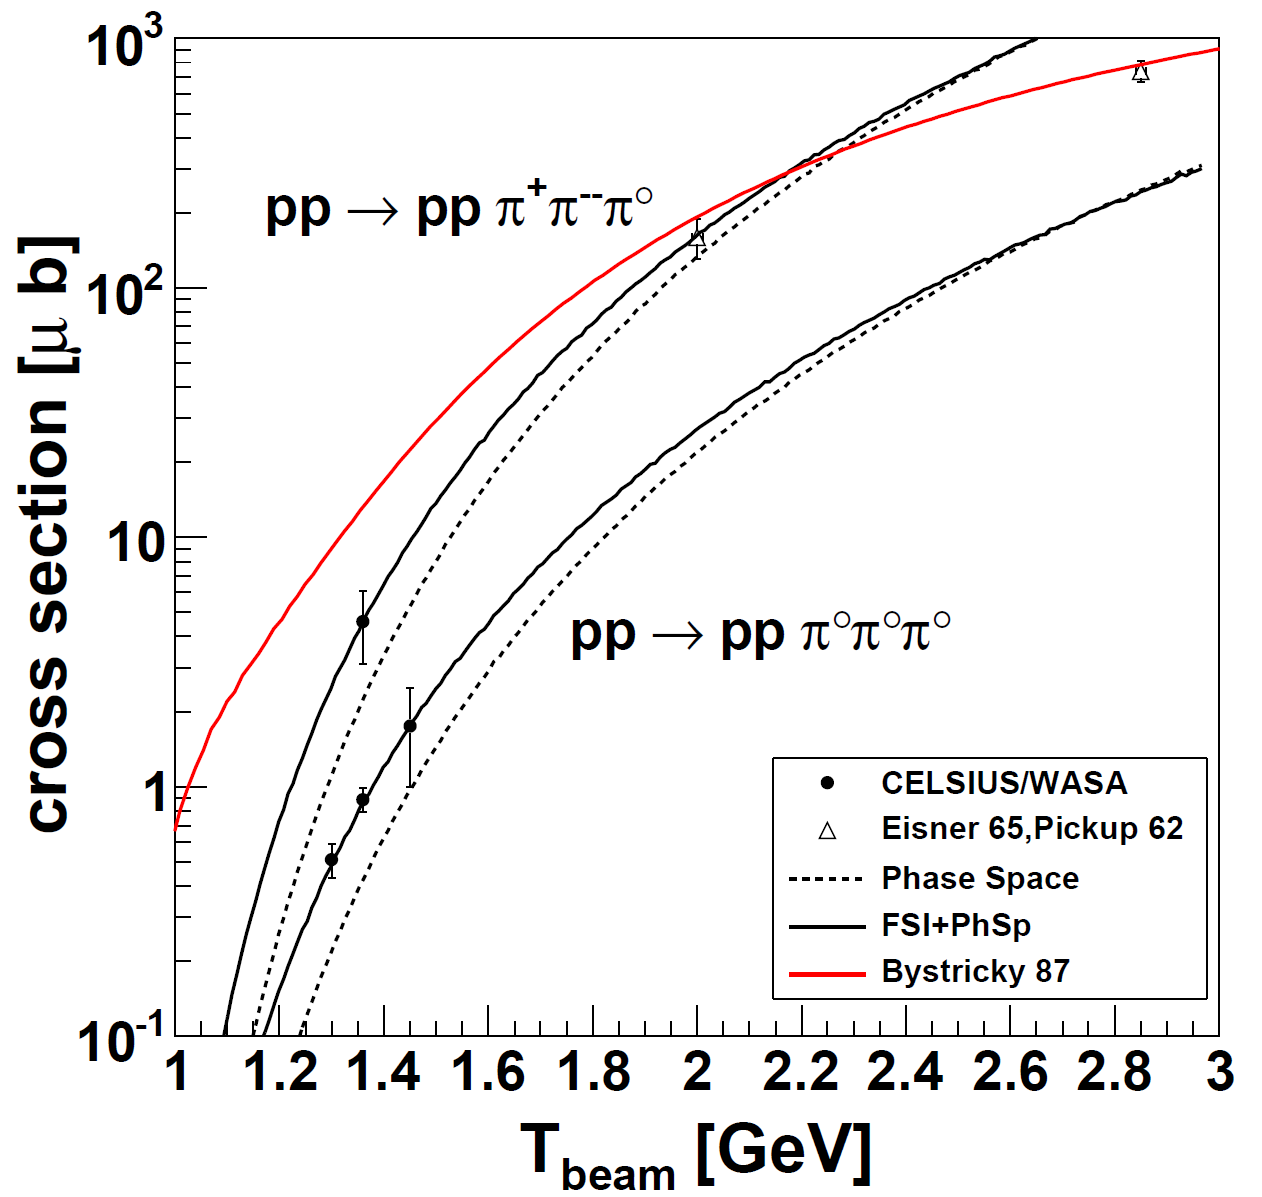 10³
10²
10
1
10⁻¹
cross section [μ b]
pp → pp π⁺π⁻⁻π°
pp → pp π°π°π°
CELSIUS/WASA
Eisner 65,Pickup 62
Phase Space
FSI+PhSp
Bystricky 87
1 1.2 1.4 1.6 1.8 2 2.2 2.4 2.6 2.8 3
T_beam [GeV]